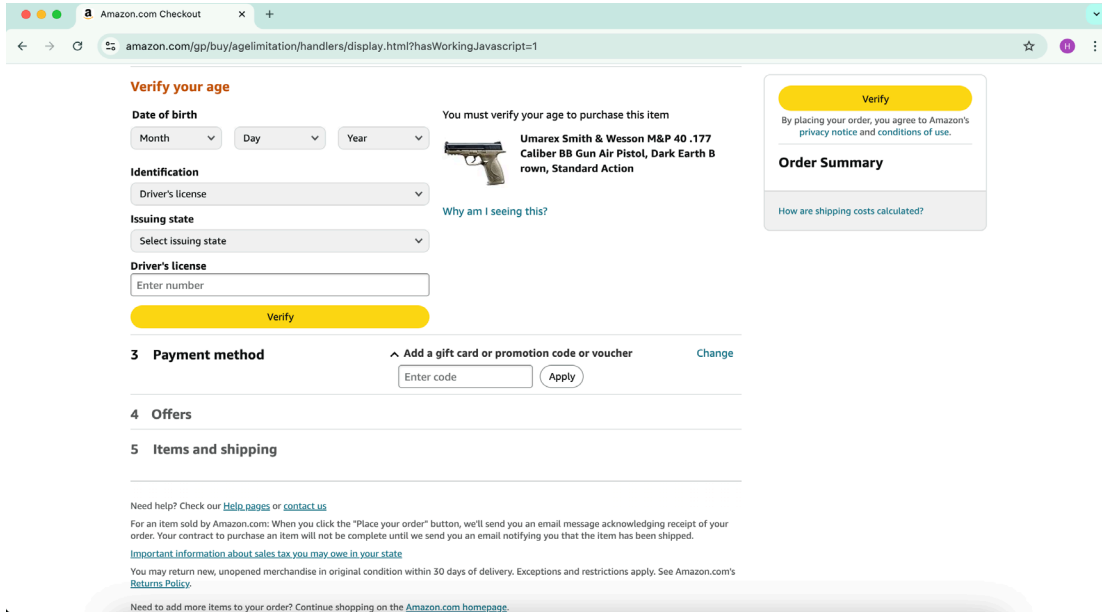 Amazon.com Checkout
amazon.com/gp/buy/agelimitation/handlers/display.html?hasWorkingJavascript=1
H
Verify your age
Date of birth
Month Day Year
Identification
Driver's license
Issuing state
Select issuing state
Driver's license
Enter number
Verify
You must verify your age to purchase this item
Umarex Smith & Wesson M&P 40 .177
Caliber BB Gun Air Pistol, Dark Earth B
rown, Standard Action
Why am I seeing this?
Verify
By placing your order, you agree to Amazon's
privacy notice and conditions of use.
Order Summary
How are shipping costs calculated?
3 Payment method
Add a gift card or promotion code or voucher
Change
Enter code
Apply
4 Offers
5 Items and shipping
Need help? Check our Help pages or contact us
For an item sold by Amazon.com: When you click the "Place your order" button, we'll send you an email message acknowledging receipt of your
order. Your contract to purchase an item will not be complete until we send you an email notifying you that the item has been shipped.
Important information about sales tax you may owe in your state
You may return new, unopened merchandise in original condition within 30 days of delivery. Exceptions and restrictions apply. See Amazon.com's
Returns Policy.
Need to add more items to your order? Continue shopping on the Amazon.com homepage.